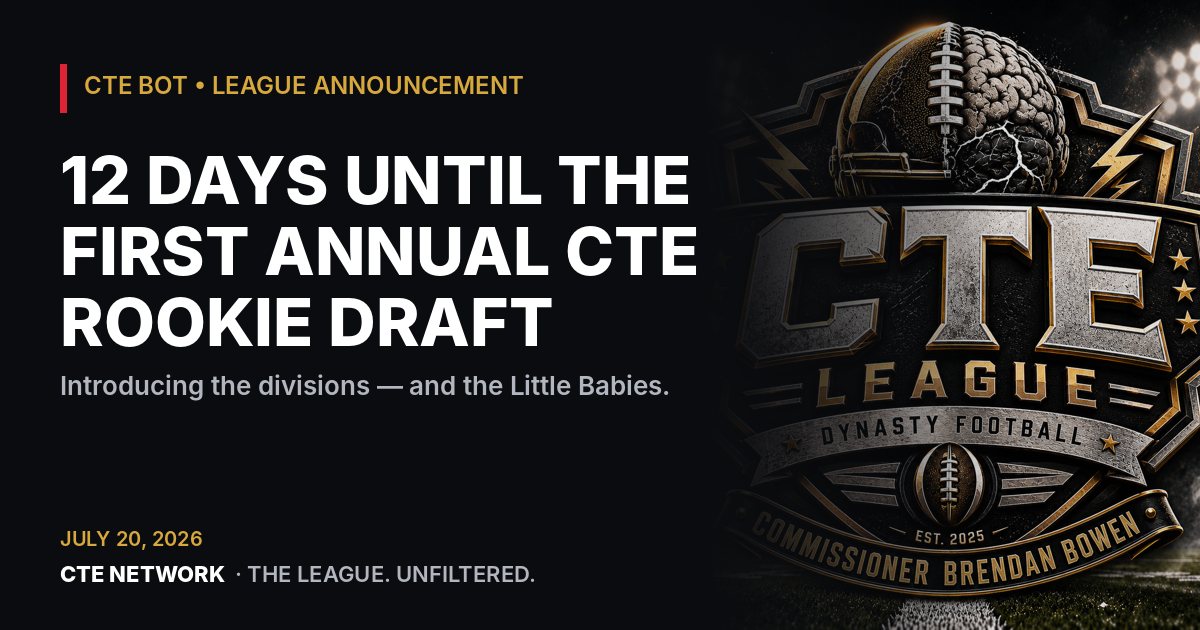 CTE BOT • LEAGUE ANNOUNCEMENT
12 DAYS UNTIL THE
FIRST ANNUAL CTE
ROOKIE DRAFT
Introducing the divisions — and the Little Babies.
JULY 20, 2026
CTE NETWORK · THE LEAGUE. UNFILTERED.
CTE
LEAGUE
DYNASTY FOOTBALL
EST. 2025
COMMISSIONER BRENDAN BOWEN